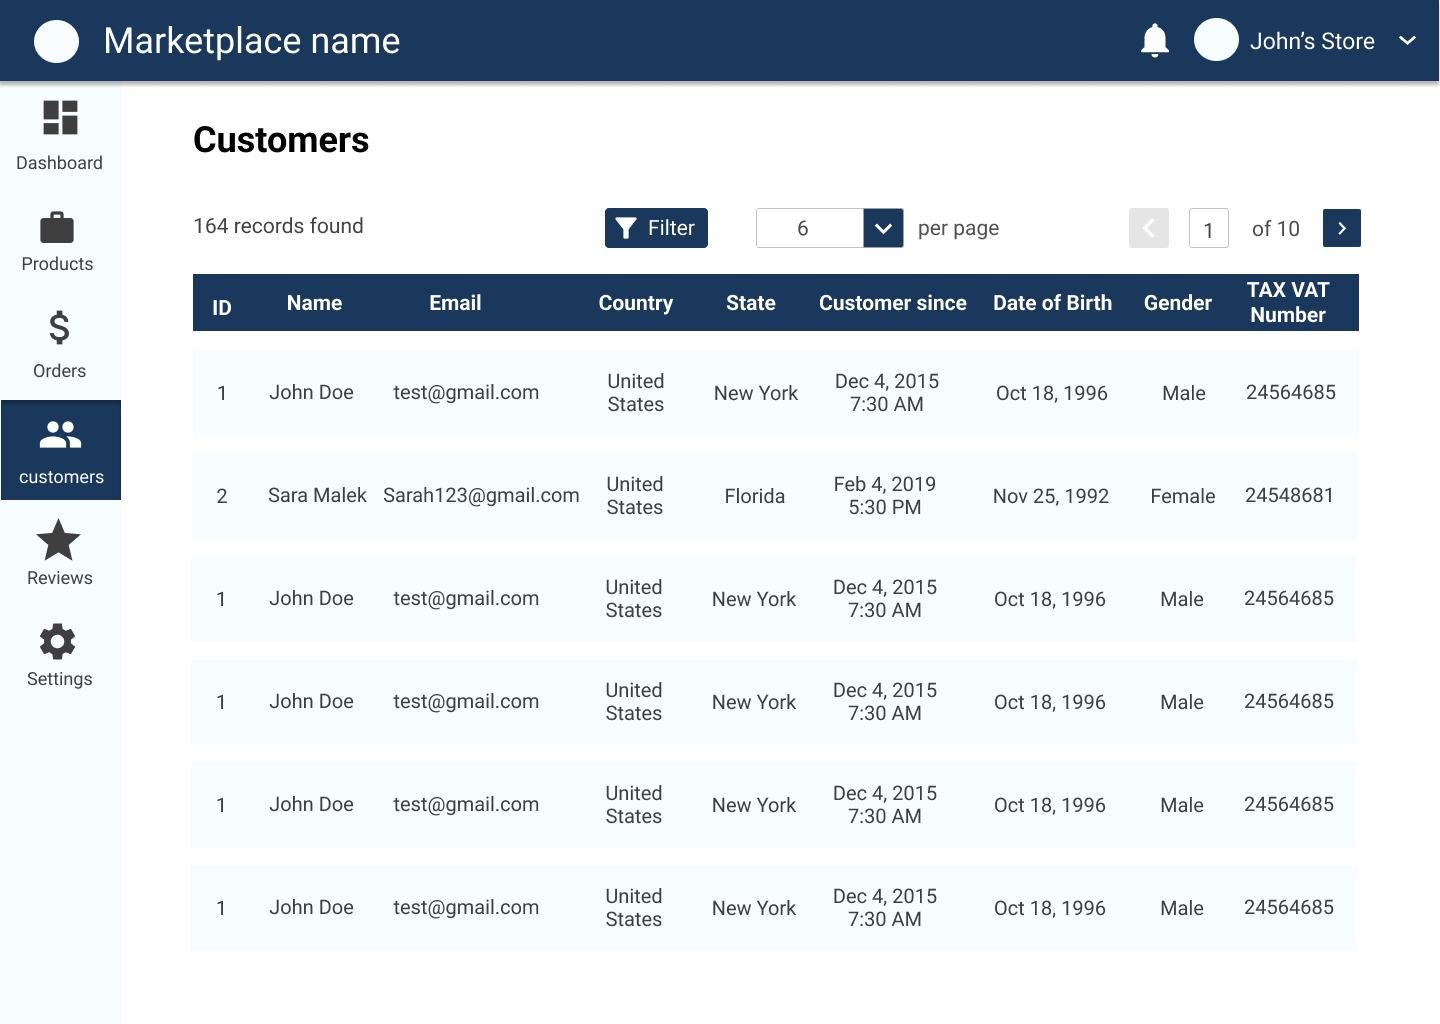 Marketplace name
John’s Store
Dashboard
Products
Orders
customers
Reviews
Settings
Customers
164 records found
Filter
6
per page
1
of 10
ID Name Email Country State Customer since Date of Birth Gender TAX VAT
Number
1 John Doe test@gmail.com United
States New York Dec 4, 2015
7:30 AM Oct 18, 1996 Male 24564685
2 Sara Malek Sarah123@gmail.com United
States Florida Feb 4, 2019
5:30 PM Nov 25, 1992 Female 24548681
1 John Doe test@gmail.com United
States New York Dec 4, 2015
7:30 AM Oct 18, 1996 Male 24564685
1 John Doe test@gmail.com United
States New York Dec 4, 2015
7:30 AM Oct 18, 1996 Male 24564685
1 John Doe test@gmail.com United
States New York Dec 4, 2015
7:30 AM Oct 18, 1996 Male 24564685
1 John Doe test@gmail.com United
States New York Dec 4, 2015
7:30 AM Oct 18, 1996 Male 24564685